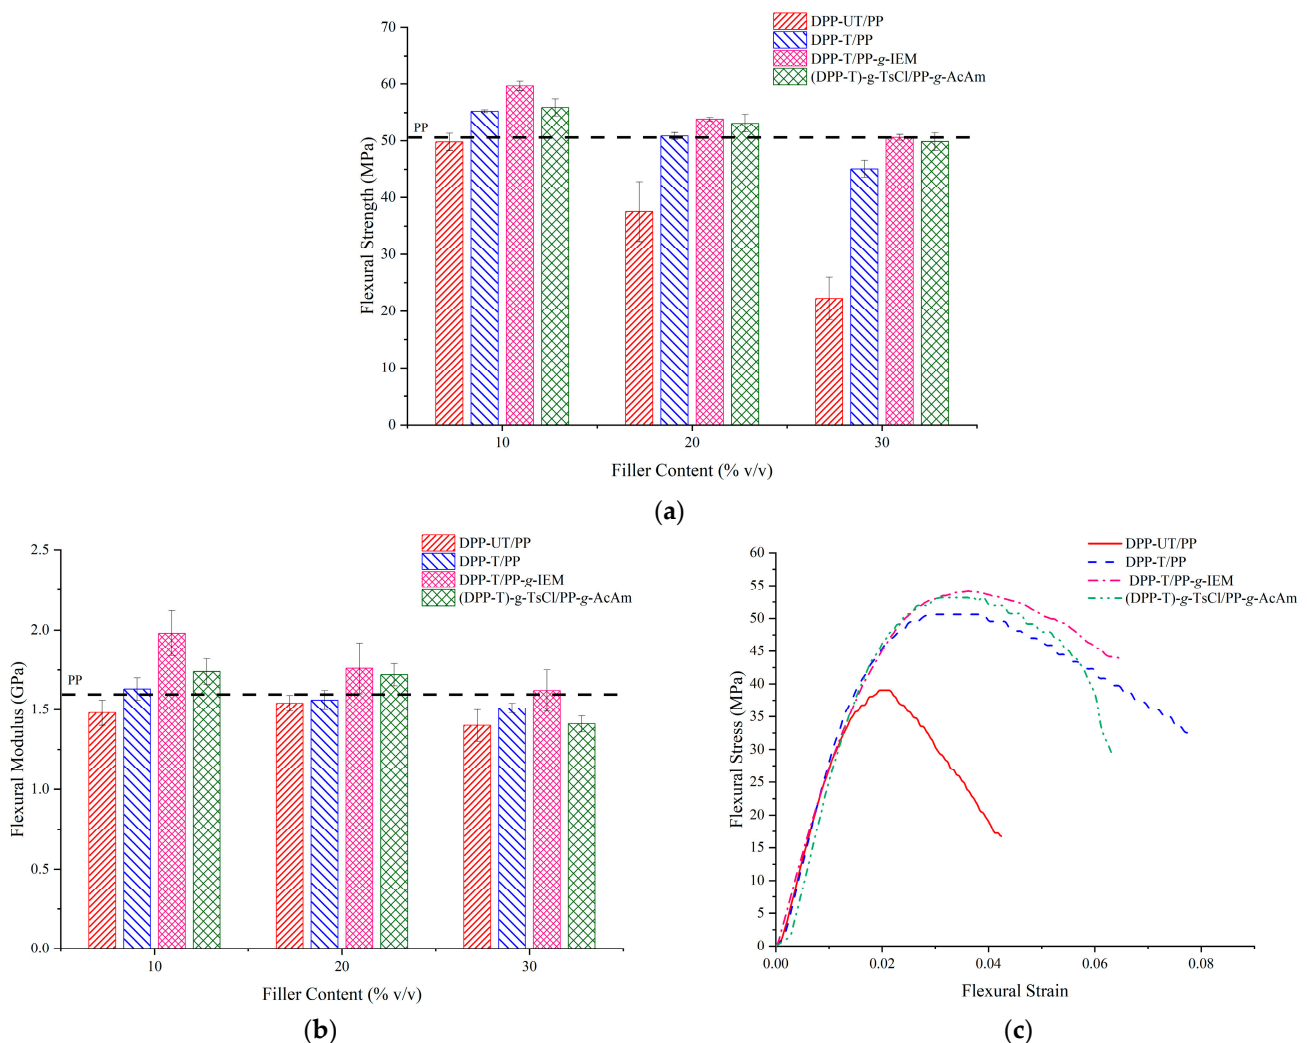 DPP-UT/PP
DPP-T/PP
DPP-T/PP-g-IEM
(DPP-T)-g-TsCl/PP-g-AcAm
70
60
50
40
30
20
10
0
PP
Flexural Strength (MPa)
10
20
30
Filler Content (% v/v)
(a)
DPP-UT/PP
DPP-T/PP
DPP-T/PP-g-IEM
(DPP-T)-g-TsCl/PP-g-AcAm
2.5
2.0
1.5
1.0
0.5
0.0
PP
Flexural Modulus (GPa)
10
20
30
Filler Content (% v/v)
(b)
DPP-UT/PP
DPP-T/PP
DPP-T/PP-g-IEM
(DPP-T)-g-TsCl/PP-g-AcAm
60
55
50
45
40
35
30
25
20
15
10
5
0
Flexural Stress (MPa)
0.00
0.02
0.04
0.06
0.08
Flexural Strain
(c)